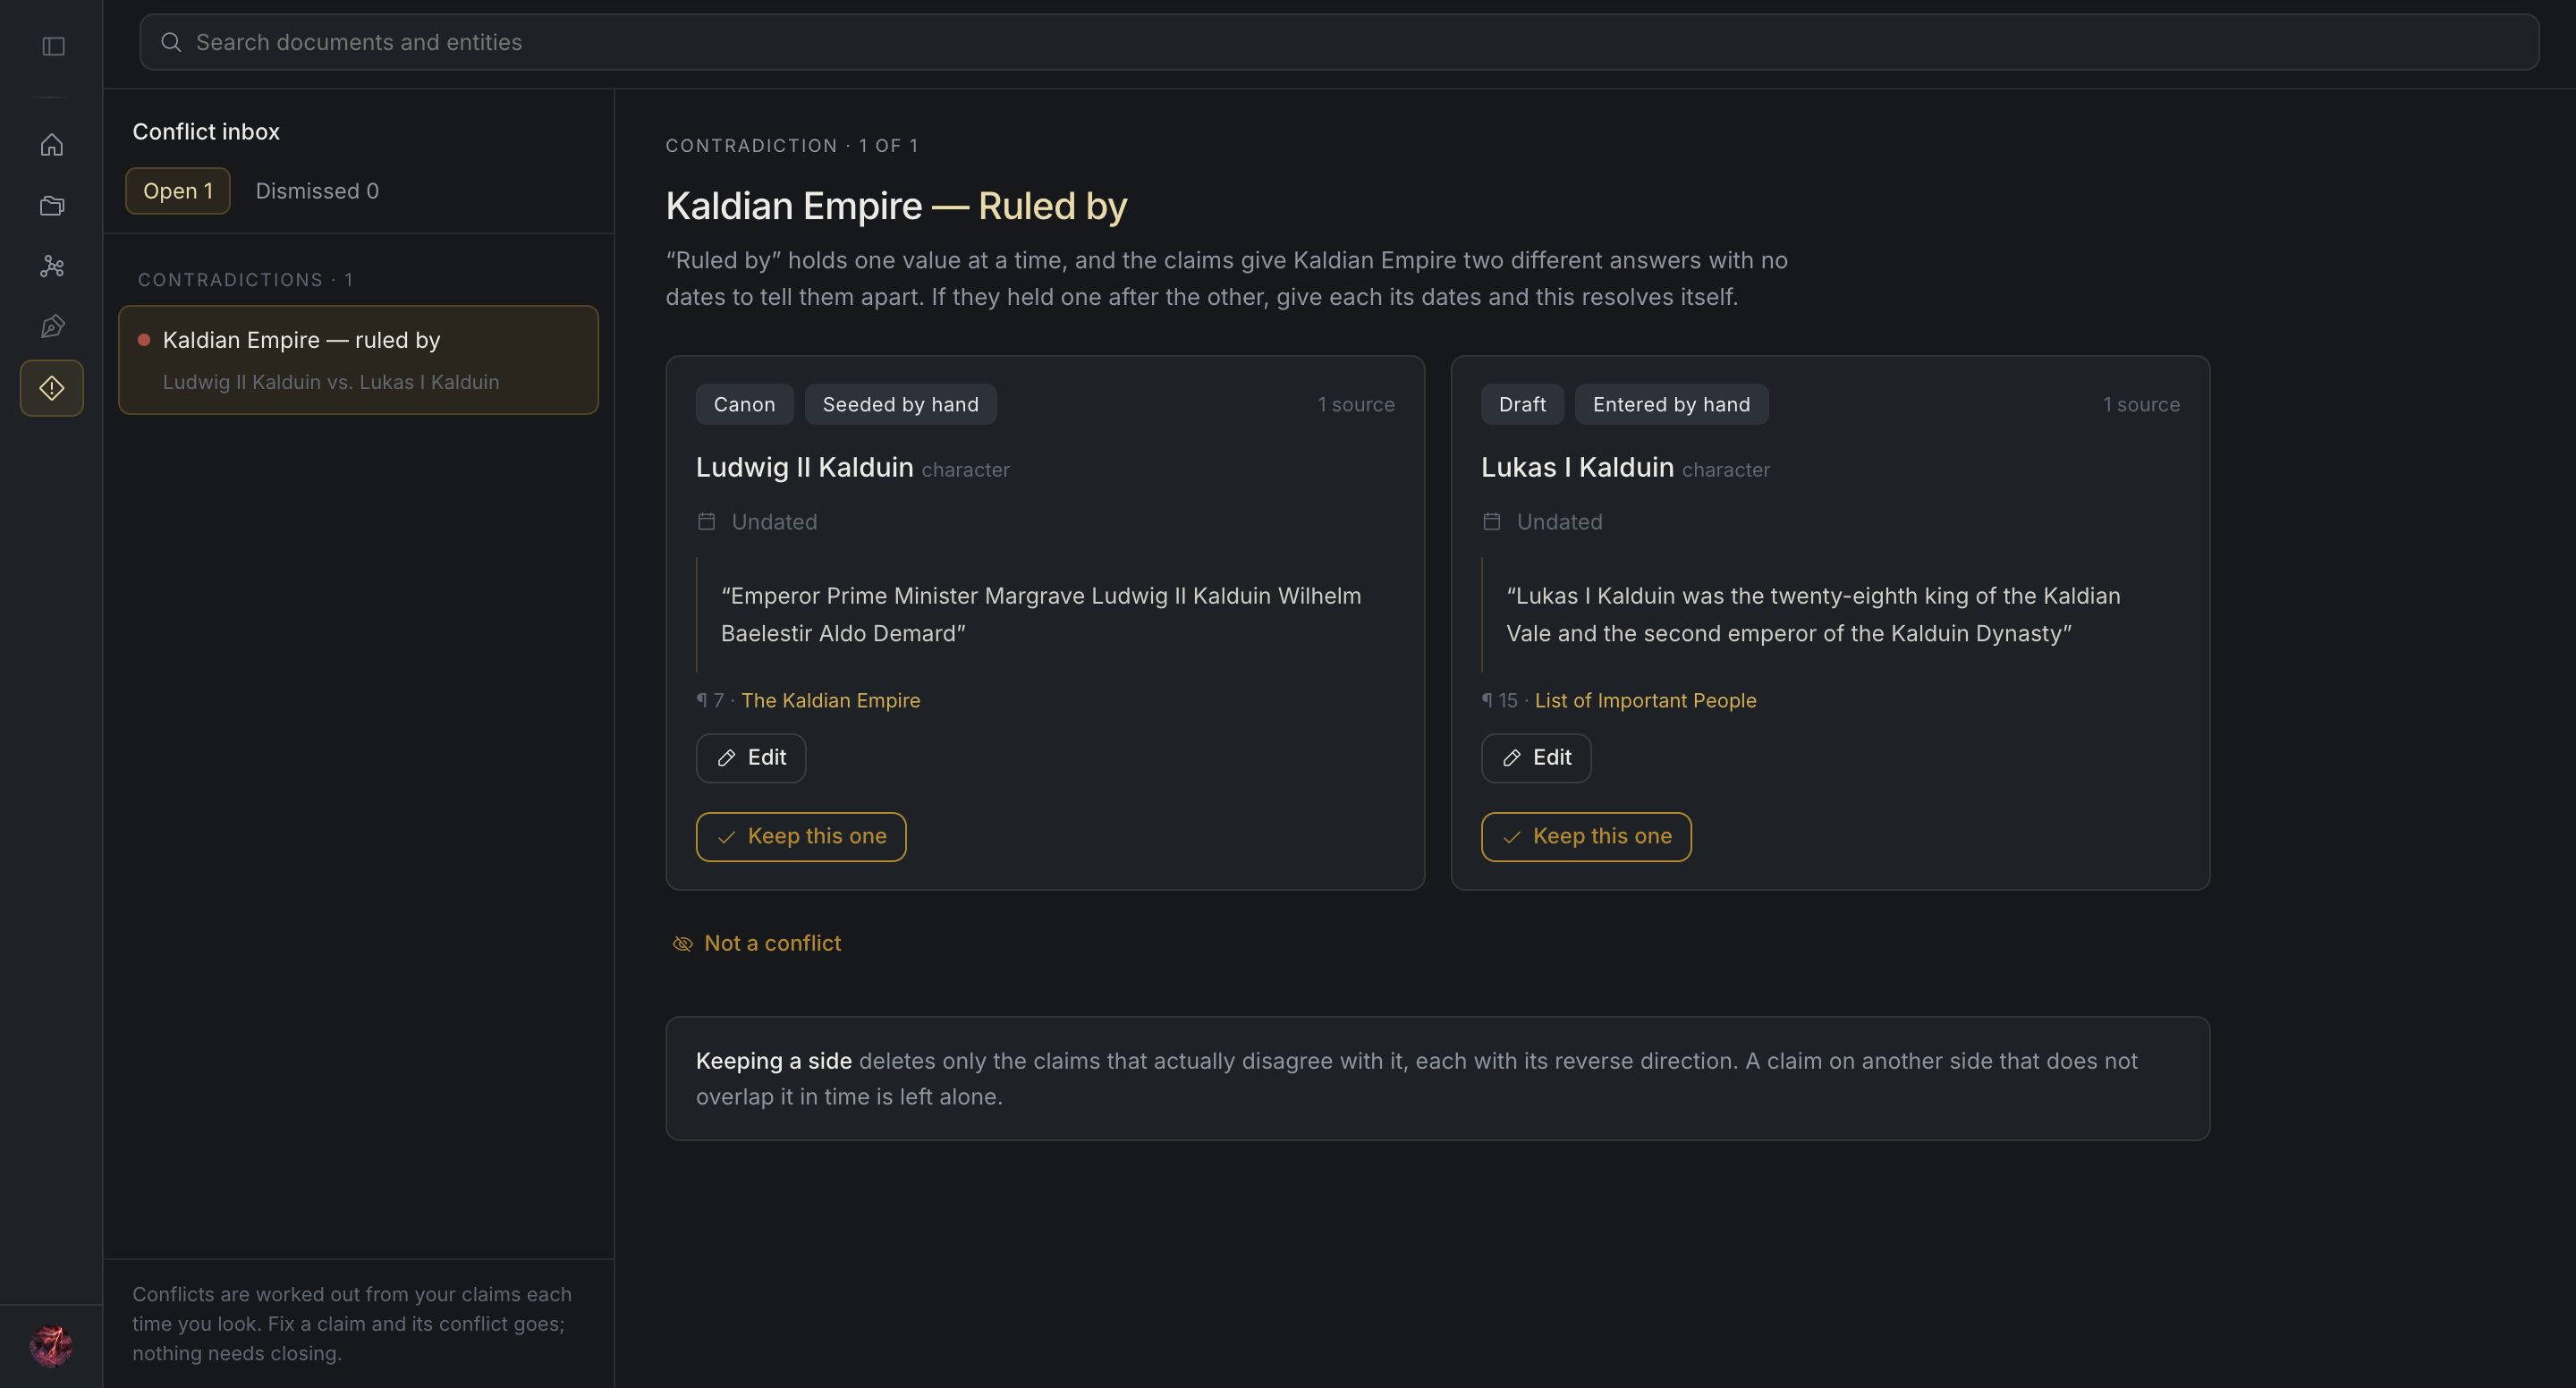 Search documents and entities
Conflict inbox
Open 1
Dismissed 0
CONTRADICTIONS · 1
Kaldian Empire — ruled by
Ludwig II Kalduin vs. Lukas I Kalduin
Conflicts are worked out from your claims each
time you look. Fix a claim and its conflict goes;
nothing needs closing.
CONTRADICTION · 1 OF 1
Kaldian Empire — Ruled by
“Ruled by” holds one value at a time, and the claims give Kaldian Empire two different answers with no
dates to tell them apart. If they held one after the other, give each its dates and this resolves itself.
Canon
Seeded by hand
1 source
Ludwig II Kalduin character
Undated
“Emperor Prime Minister Margrave Ludwig II Kalduin Wilhelm
Baelestir Aldo Demard”
¶ 7 · The Kaldian Empire
Edit
Keep this one
Draft
Entered by hand
1 source
Lukas I Kalduin character
Undated
“Lukas I Kalduin was the twenty-eighth king of the Kaldian
Vale and the second emperor of the Kalduin Dynasty”
¶ 15 · List of Important People
Edit
Keep this one
Not a conflict
Keeping a side deletes only the claims that actually disagree with it, each with its reverse direction. A claim on another side that does not
overlap it in time is left alone.